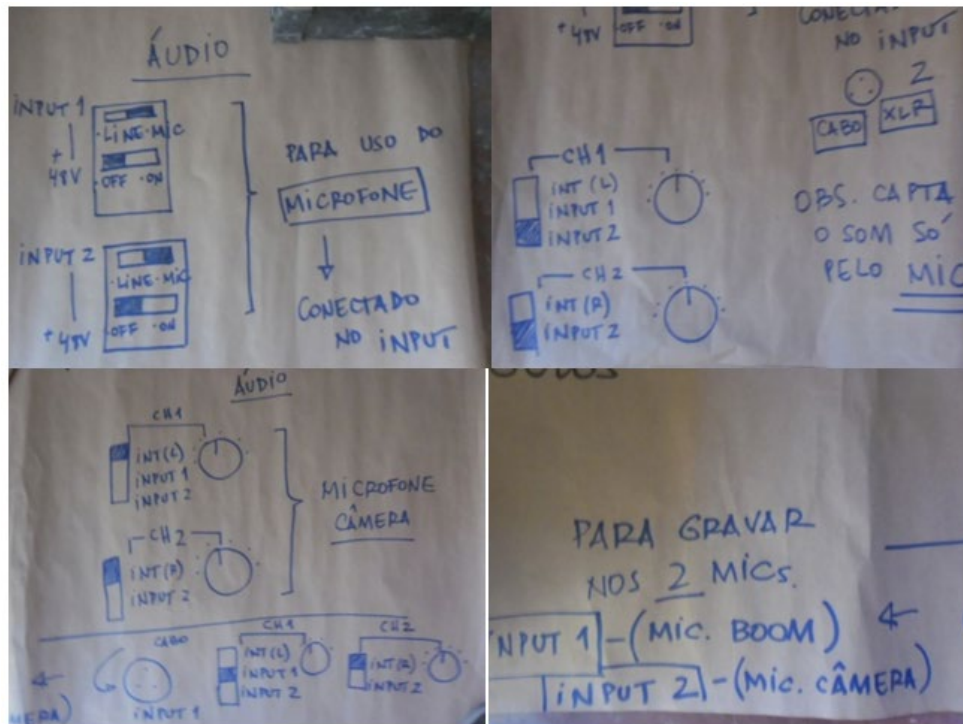 ÁUDIO
INPUT 1
·LINE·MIC
+
48V
·OFF ·ON
PARA USO DO
MICROFONE
INPUT 2
·LINE·MIC
+48V
·OFF ·ON
CONECTADO
NO INPUT
+48V
·OFF ·ON
NO INPUT
2
CABO
XLR
CH1
INT (L)
INPUT 1
INPUT 2
OBS. CAPTA
O SOM SÓ
PELO MIC
CH2
INT (R)
INPUT 2
ÁUDIO
CH1
INT(L)
INPUT 1
INPUT 2
MICROFONE
CÂMERA
CH2
INT(R)
INPUT 2
CABO
INPUT 1
CH1
INT(L)
INPUT 1
INPUT 2
CH2
INT(R)
INPUT 2
PARA GRAVAR
NOS 2 MICs.
INPUT 1 - (MIC. BOOM)
INPUT 2 - (MIC. CÂMERA)